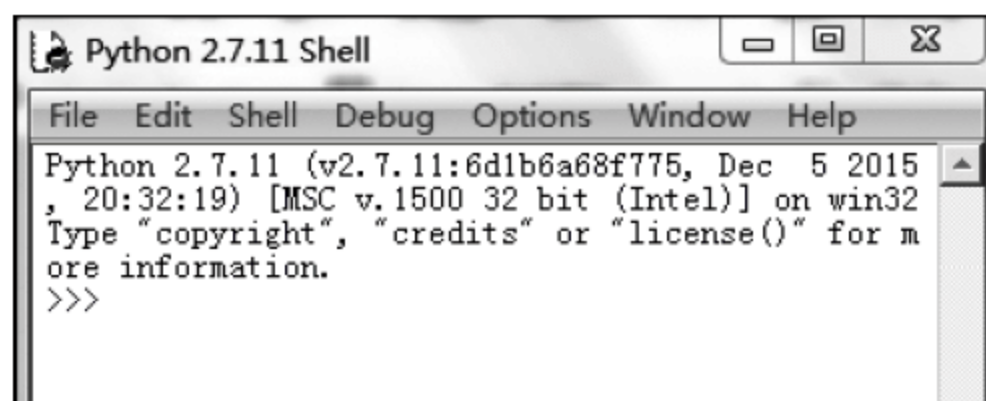 Python 2.7.11 Shell
File Edit Shell Debug Options Window Help
Python 2.7.11 (v2.7.11:6d1b6a68f775, Dec  5 2015
, 20:32:19) [MSC v.1500 32 bit (Intel)] on win32
Type "copyright", "credits" or "license()" for m
ore information.
>>>